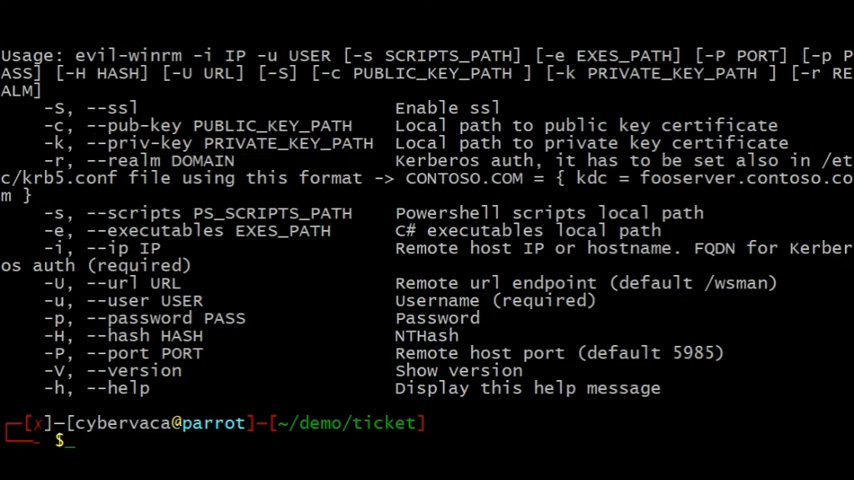 Usage: evil-winrm -i IP -u USER [-s SCRIPTS_PATH] [-e EXES_PATH] [-P PORT] [-p P
ASS] [-H HASH] [-U URL] [-S] [-c PUBLIC_KEY_PATH ] [-k PRIVATE_KEY_PATH ] [-r RE
ALM]
    -S, --ssl                        Enable ssl
    -c, --pub-key PUBLIC_KEY_PATH    Local path to public key certificate
    -k, --priv-key PRIVATE_KEY_PATH  Local path to private key certificate
    -r, --realm DOMAIN               Kerberos auth, it has to be set also in /et
c/krb5.conf file using this format -> CONTOSO.COM = { kdc = fooserver.contoso.co
m }
    -s, --scripts PS_SCRIPTS_PATH    Powershell scripts local path
    -e, --executables EXES_PATH      C# executables local path
    -i, --ip IP                      Remote host IP or hostname. FQDN for Kerber
os auth (required)
    -U, --url URL                    Remote url endpoint (default /wsman)
    -u, --user USER                  Username (required)
    -p, --password PASS              Password
    -H, --hash HASH                  NTHash
    -P, --port PORT                  Remote host port (default 5985)
    -V, --version                    Show version
    -h, --help                       Display this help message
┌─[✗]─[cybervaca@parrot]─[~/demo/ticket]
└──╼ $_